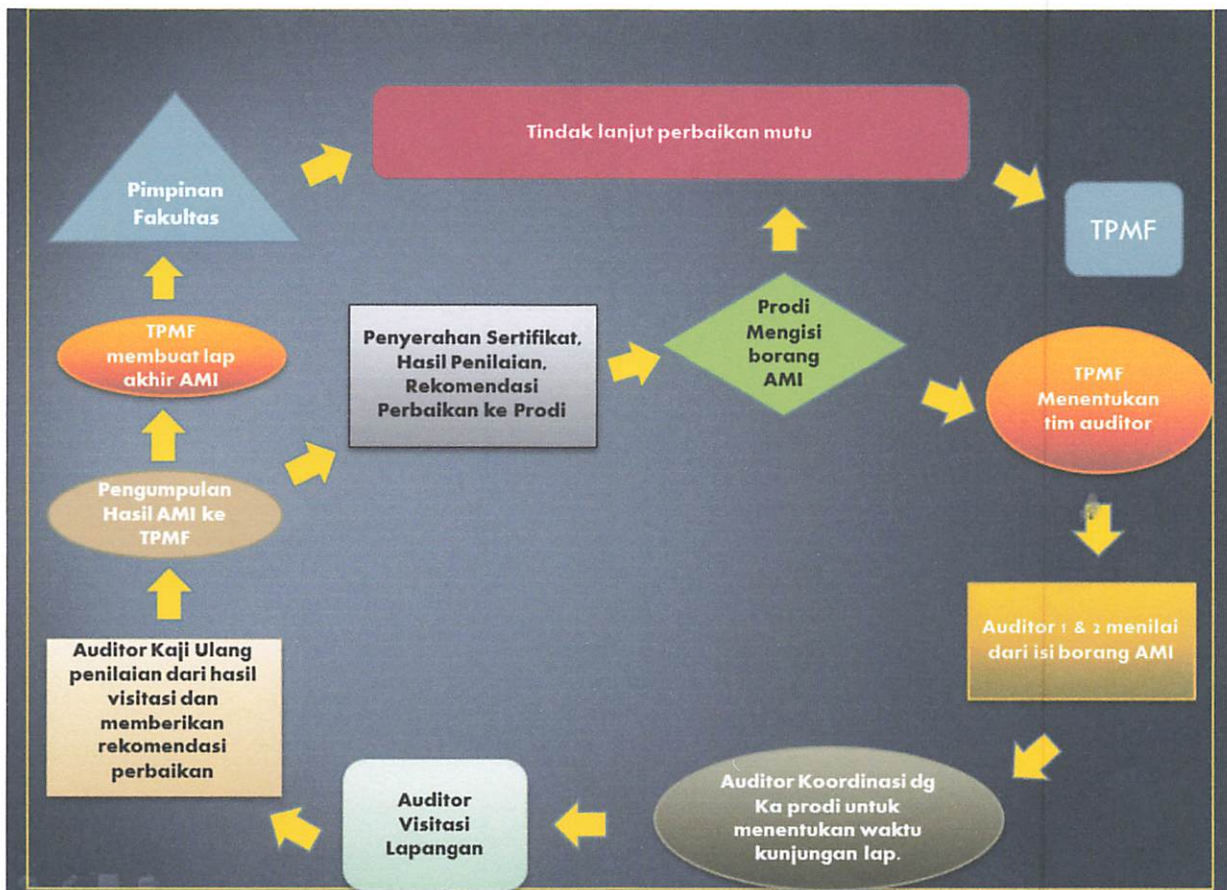 Tindak lanjut perbaikan mutu
Pimpinan
Fakultas
TPMF
TPMF
membuat lap
akhir AMI
Penyerahan Sertifikat,
Hasil Penilaian,
Rekomendasi
Perbaikan ke Prodi
Prodi
Mengisi
borang
AMI
TPMF
Menentukan
tim auditor
Pengumpulan
Hasil AMI ke
TPMF
Auditor 1 & 2 menilai
dari isi borang AMI
Auditor Kaji Ulang
penilaian dari hasil
visitasi dan
memberikan
rekomendasi
perbaikan
Auditor
Visitasi
Lapangan
Auditor Koordinasi dg
Ka prodi untuk
menentukan waktu
kunjungan lap.